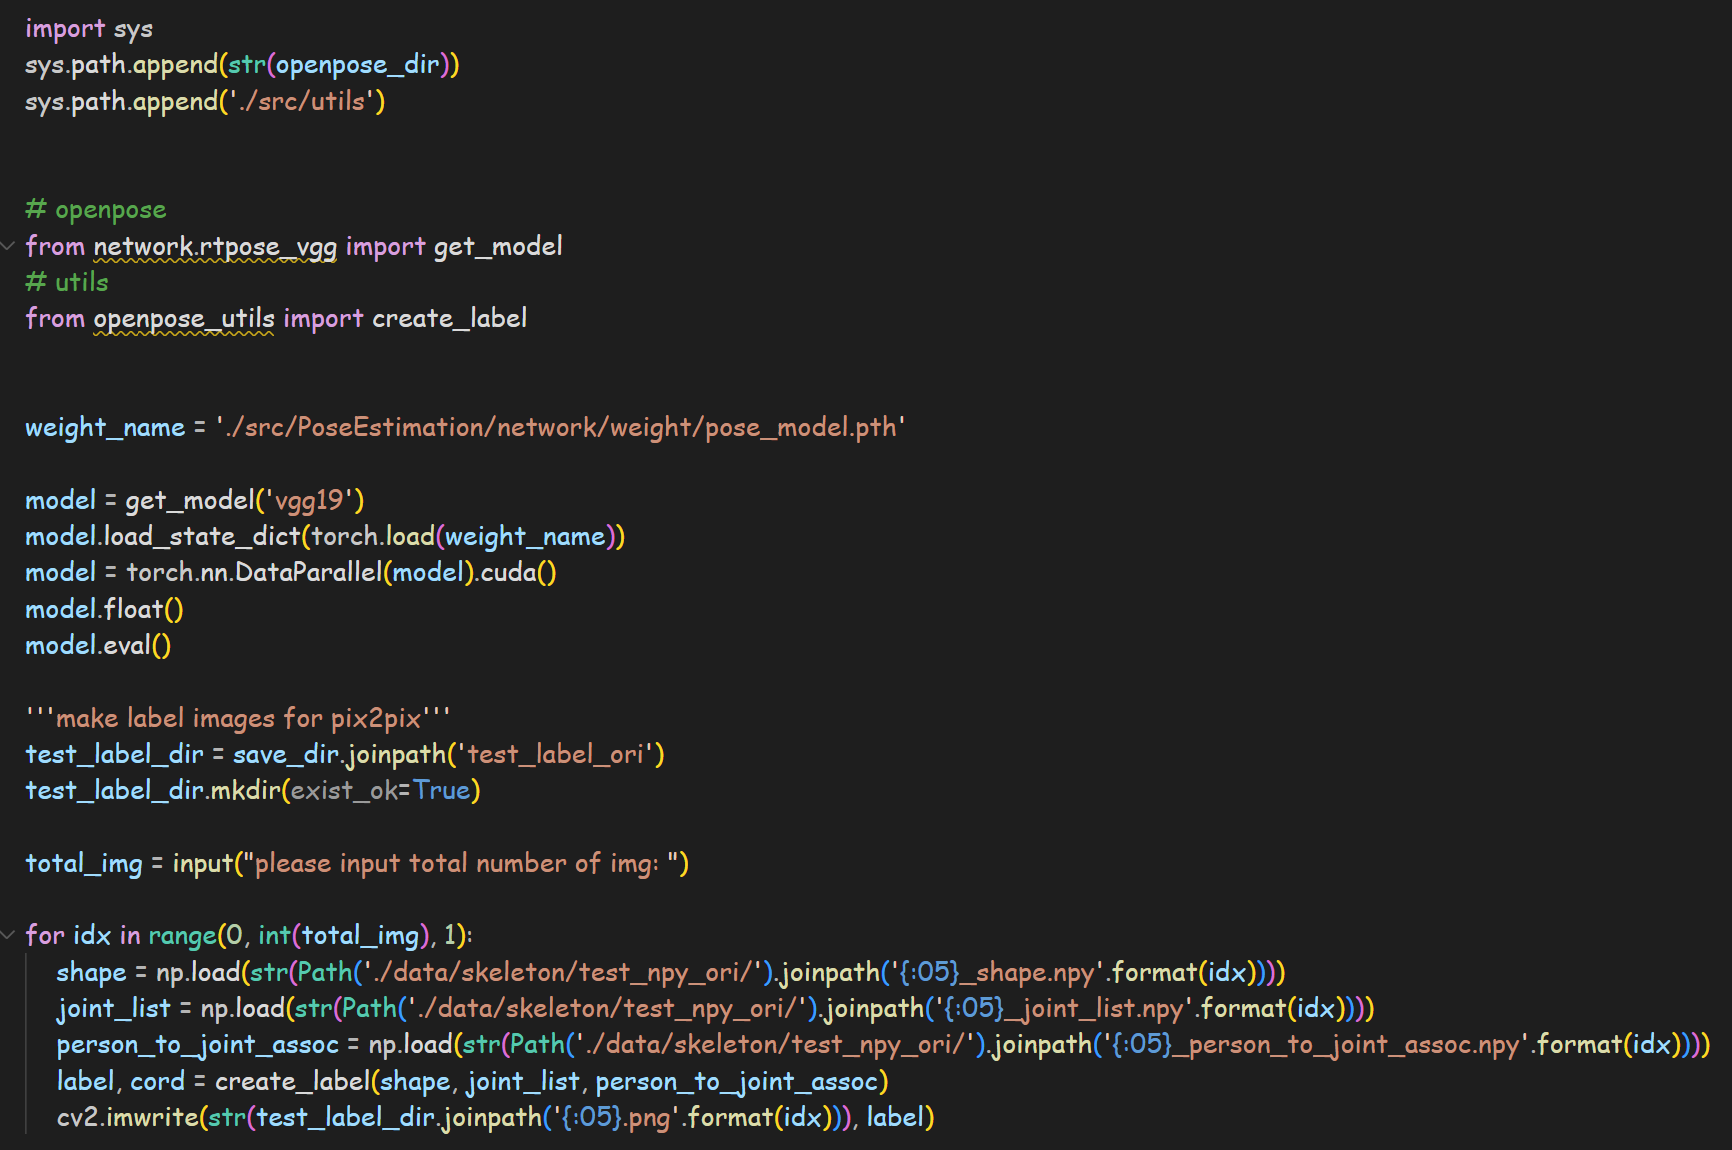 import sys
sys.path.append(str(openpose_dir))
sys.path.append('./src/utils')
# openpose
from network.rtpose_vgg import get_model
# utils
from openpose_utils import create_label
weight_name = './src/PoseEstimation/network/weight/pose_model.pth'
model = get_model('vgg19')
model.load_state_dict(torch.load(weight_name))
model = torch.nn.DataParallel(model).cuda()
model.float()
model.eval()
'''make label images for pix2pix'''
test_label_dir = save_dir.joinpath('test_label_ori')
test_label_dir.mkdir(exist_ok=True)
total_img = input("please input total number of img: ")
for idx in range(0, int(total_img), 1):
    shape = np.load(str(Path('./data/skeleton/test_npy_ori/').joinpath('{:05}_shape.npy'.format(idx))))
    joint_list = np.load(str(Path('./data/skeleton/test_npy_ori/').joinpath('{:05}_joint_list.npy'.format(idx))))
    person_to_joint_assoc = np.load(str(Path('./data/skeleton/test_npy_ori/').joinpath('{:05}_person_to_joint_assoc.npy'.format(idx))))
    label, cord = create_label(shape, joint_list, person_to_joint_assoc)
    cv2.imwrite(str(test_label_dir.joinpath('{:05}.png'.format(idx))), label)